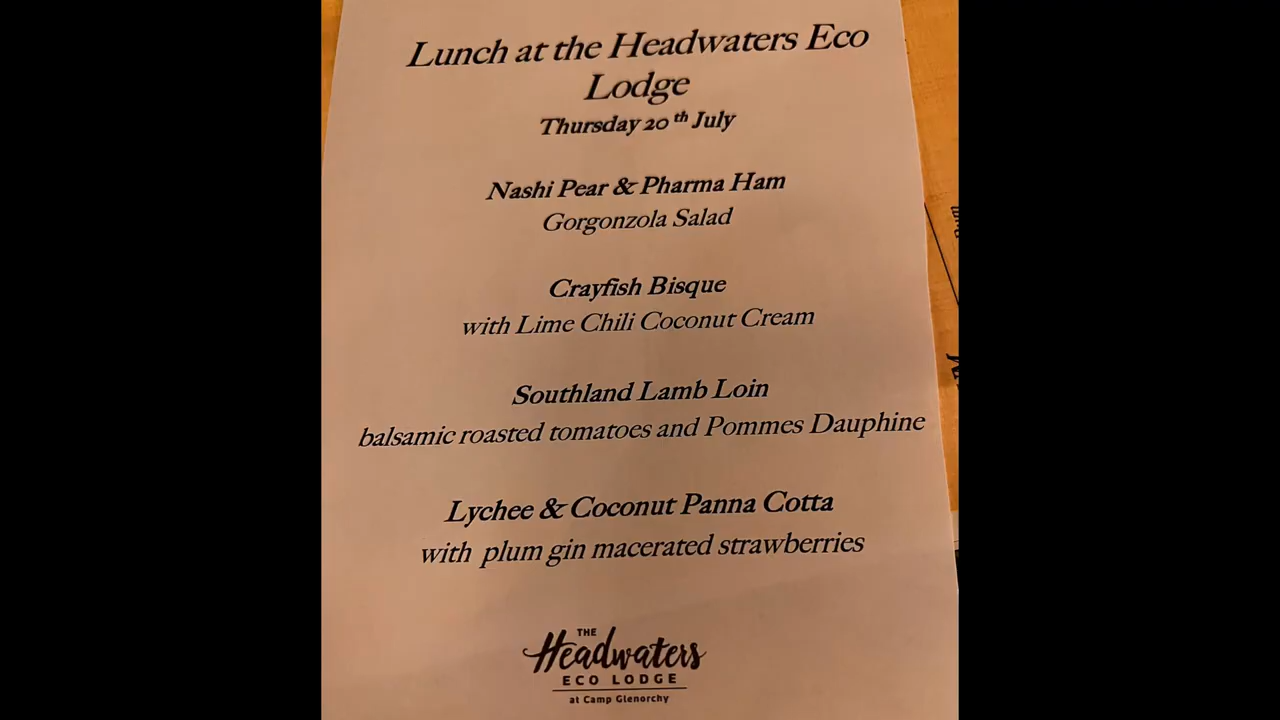 Lunch at the Headwaters Eco
Lodge
Thursday 20th July
Nashi Pear & Pharma Ham
Gorgonzola Salad
Crayfish Bisque
with Lime Chili Coconut Cream
Southland Lamb Loin
balsamic roasted tomatoes and Pommes Dauphine
Lychee & Coconut Panna Cotta
with plum gin macerated strawberries
THE
Headwaters
ECO LODGE
at Camp Glenorchy